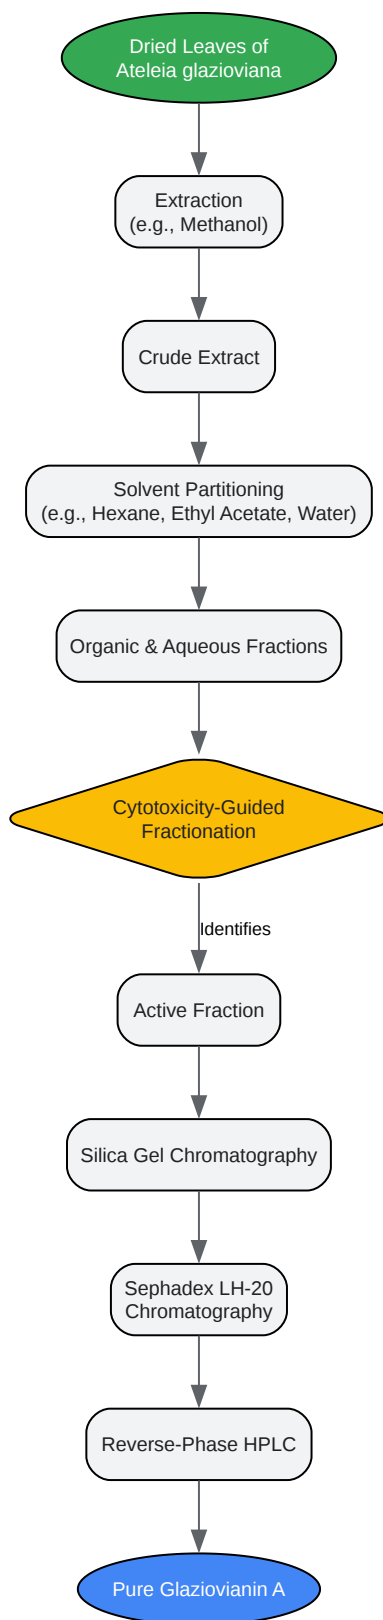 Dried Leaves of
Ateleia glazioviana
Extraction
(e.g., Methanol)
Crude Extract
Solvent Partitioning
(e.g., Hexane, Ethyl Acetate, Water)
Organic & Aqueous Fractions
Cytotoxicity-Guided
Fractionation
Identifies
Active Fraction
Silica Gel Chromatography
Sephadex LH-20
Chromatography
Reverse-Phase HPLC
Pure Glaziovianin A